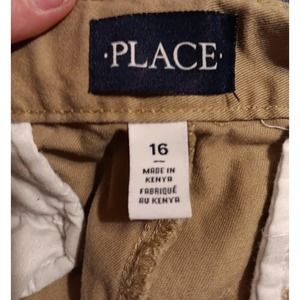 ·PLACE·
16
MADE IN
KENYA
FABRIQUÉ
AU KENYA